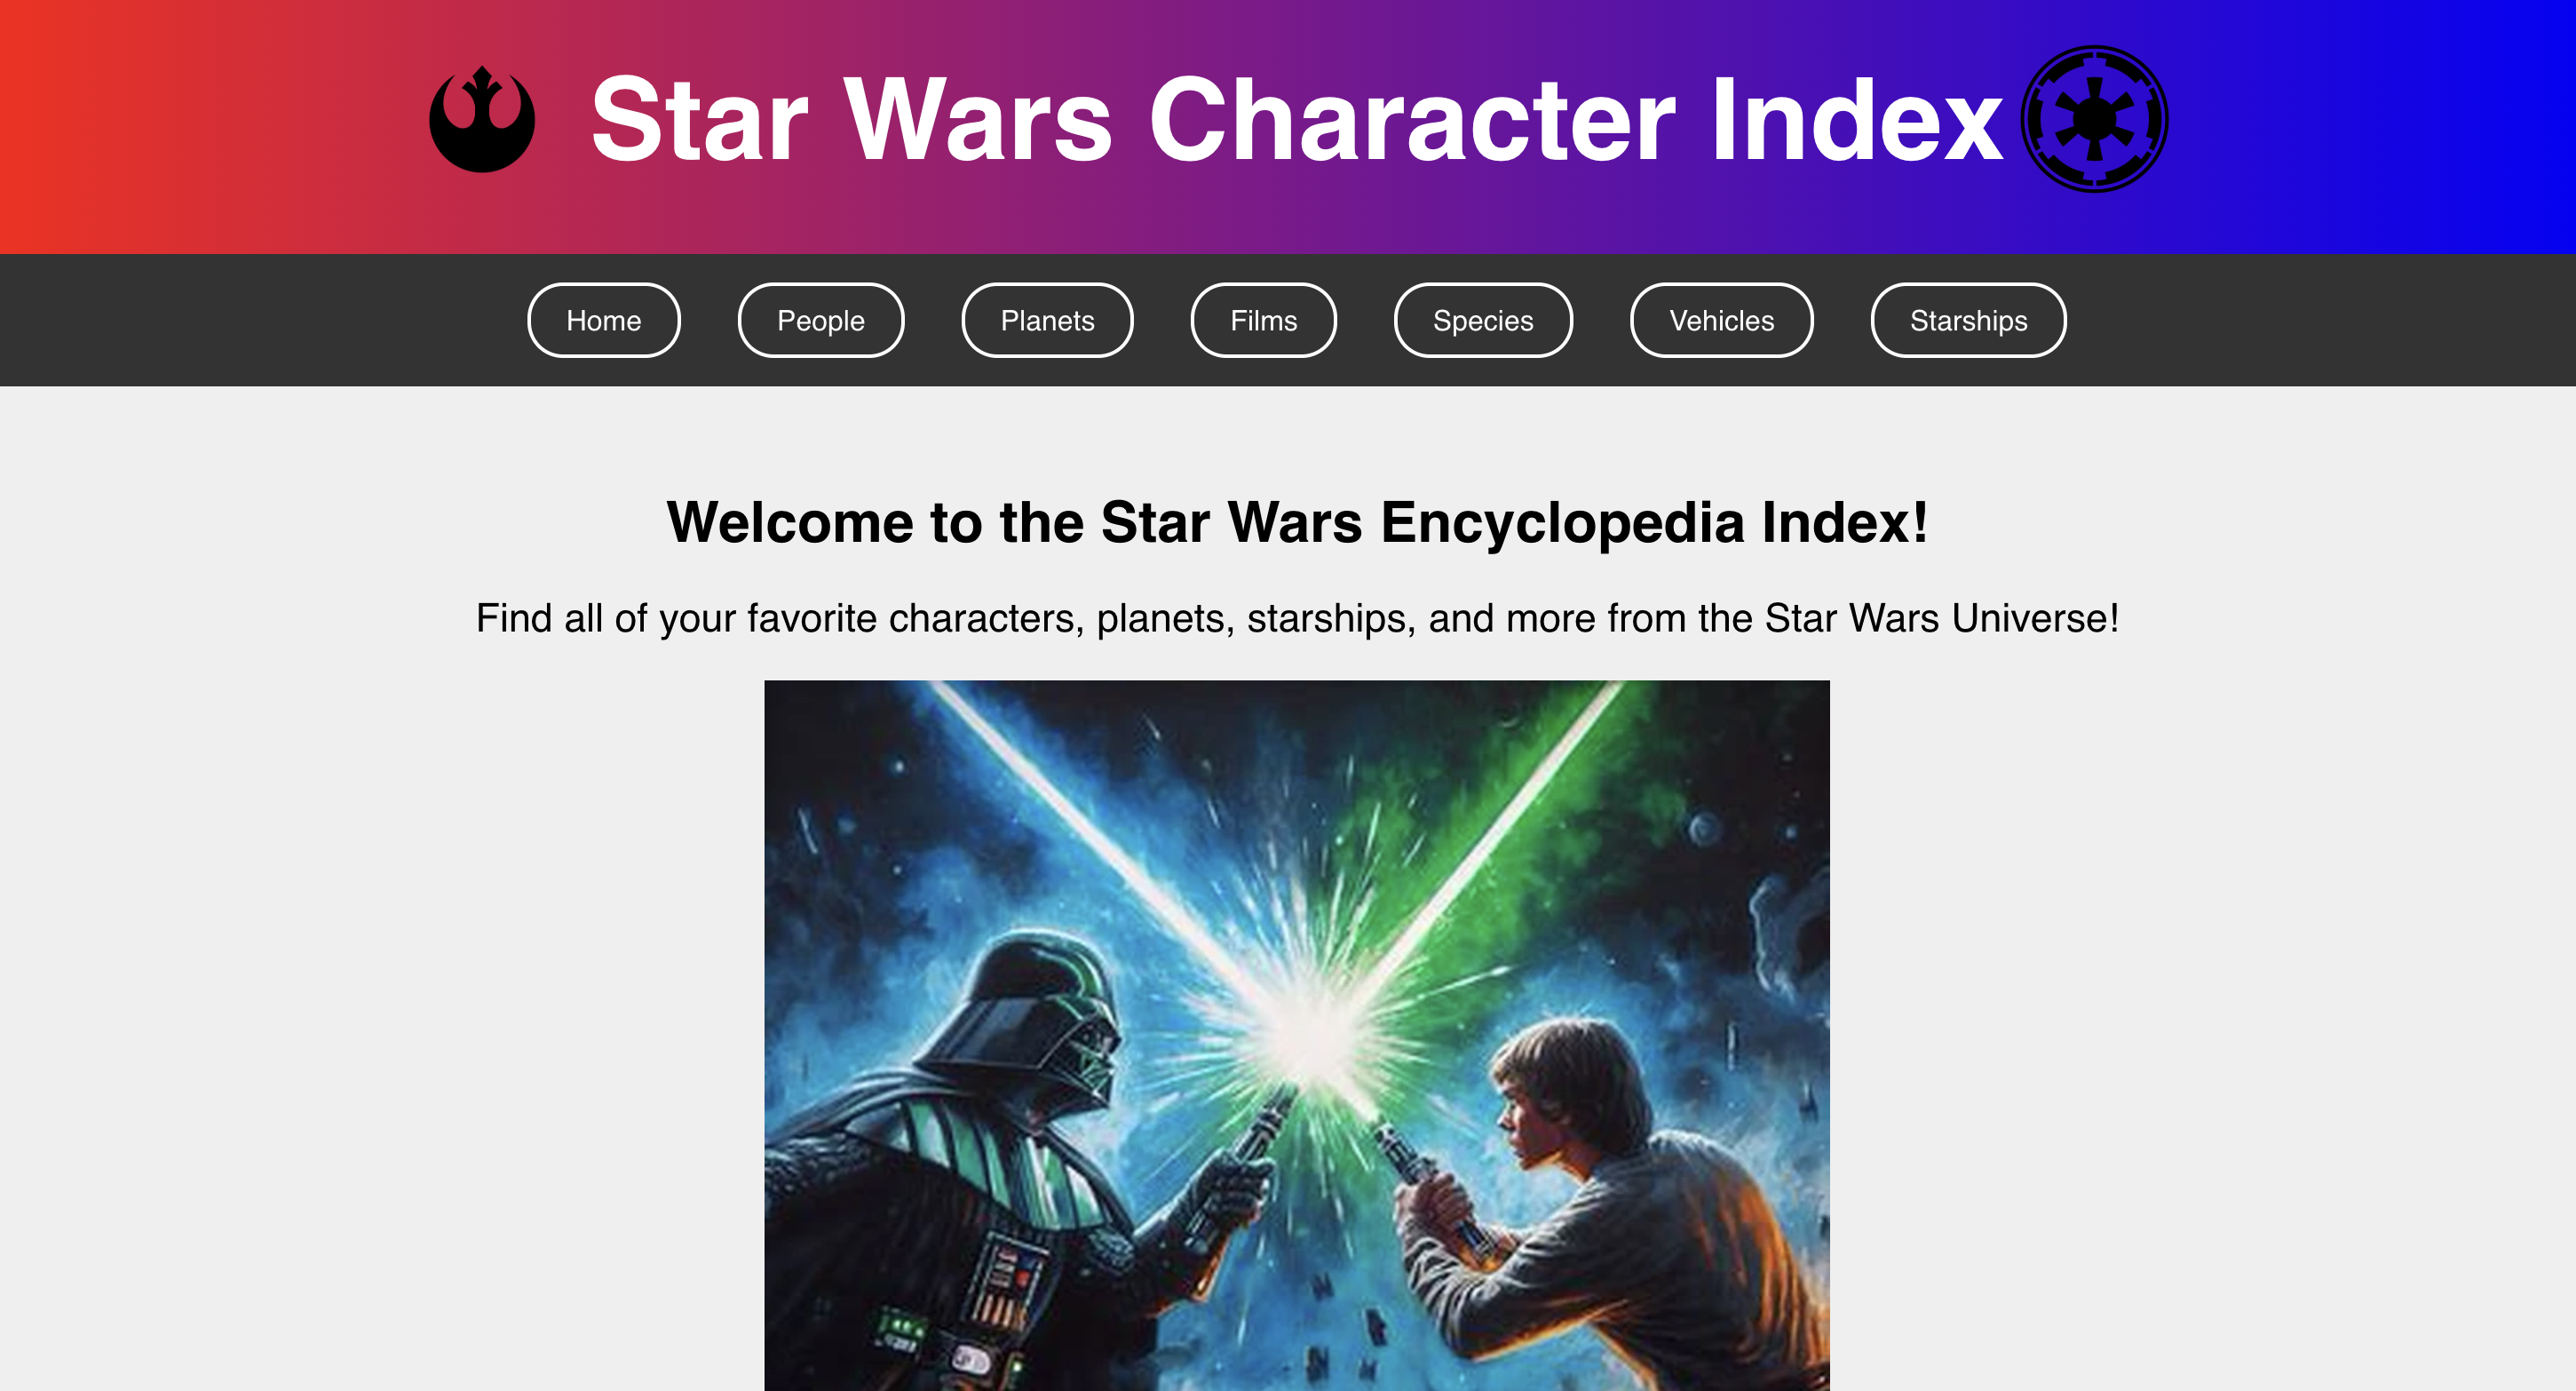 Star Wars Character Index
Home People Planets Films Species Vehicles Starships
Welcome to the Star Wars Encyclopedia Index!
Find all of your favorite characters, planets, starships, and more from the Star Wars Universe!